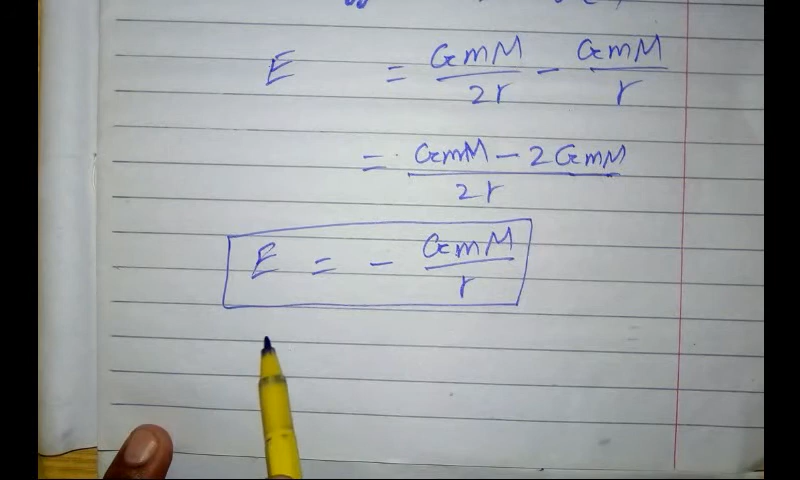 E = GmM/2r - GmM/r
= GmM - 2GmM/2r
E = - GmM/r